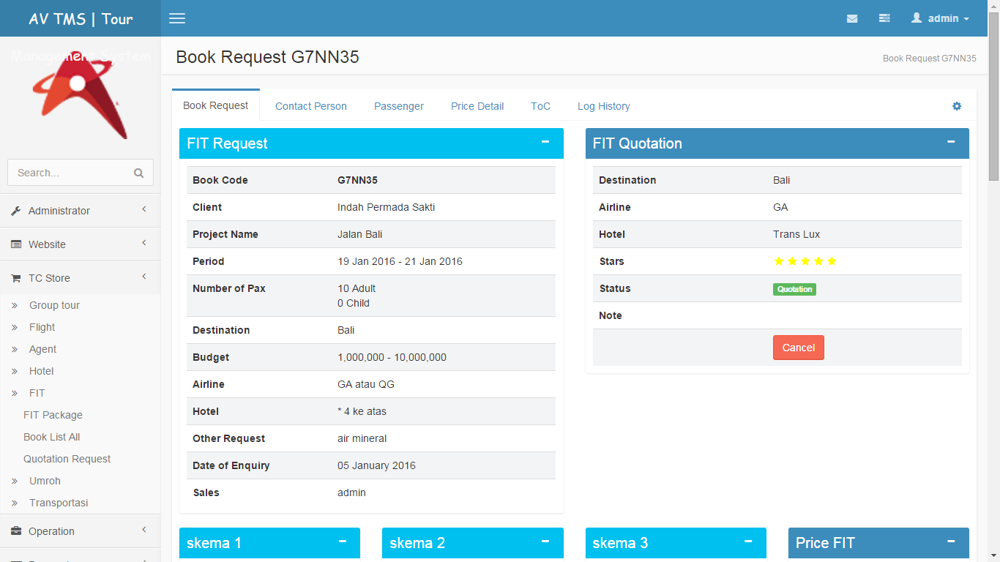 AV TMS | Tour
Management System
admin
Book Request G7NN35
Book Request G7NN35
Search...
Administrator
Website
TC Store
Group tour
Flight
Agent
Hotel
FIT
FIT Package
Book List All
Quotation Request
Umroh
Transportasi
Operation
Book Request
Contact Person
Passenger
Price Detail
ToC
Log History
FIT Request
Book Code G7NN35
Client Indah Permada Sakti
Project Name Jalan Bali
Period 19 Jan 2016 - 21 Jan 2016
Number of Pax 10 Adult
0 Child
Destination Bali
Budget 1,000,000 - 10,000,000
Airline GA atau QG
Hotel * 4 ke atas
Other Request air mineral
Date of Enquiry 05 January 2016
Sales admin
FIT Quotation
Destination Bali
Airline GA
Hotel Trans Lux
Stars
Status Quotation
Note
Cancel
skema 1
skema 2
skema 3
Price FIT